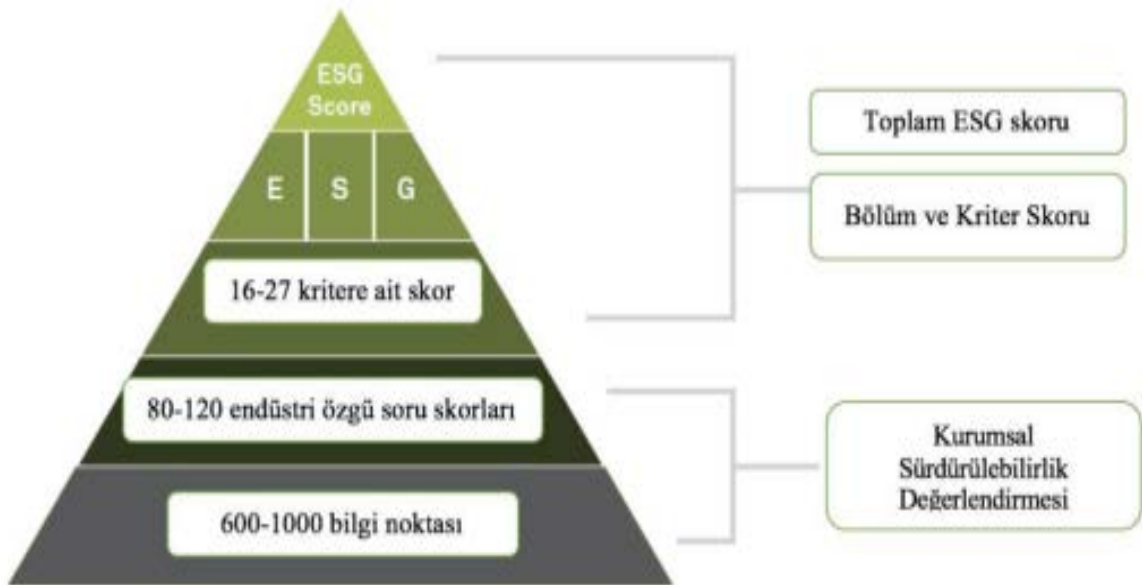 ESG
Score
E S G
16-27 kritere ait skor
80-120 endüstri özgü soru skorları
600-1000 bilgi noktası
Toplam ESG skoru
Bölüm ve Kriter Skoru
Kurumsal
Sürdürülebilirlik
Değerlendirmesi